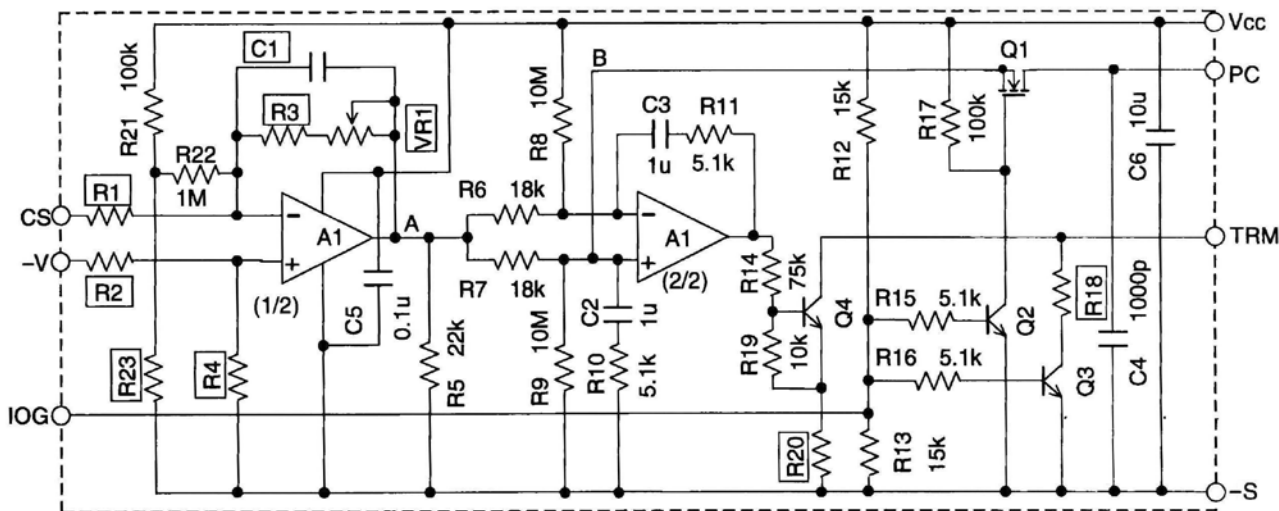 Vcc
C1
B
Q1
PC
100k
R3
VR1
10M
C3
R11
15k
R17
100k
10u
R21
R22
1M
R8
1u
5.1k
R12
C6
R1
CS
R6
18k
A
A1
A1
TRM
-V
R2
(1/2)
R7
18k
(2/2)
R14
75k
Q4
R15
5.1k
Q2
R18
1000p
C5
0.1u
C2
1u
10M
R23
R4
22k
R5
R9
R10
5.1k
R19
10k
R16
5.1k
Q3
C4
IOG
R20
R13
15k
-S